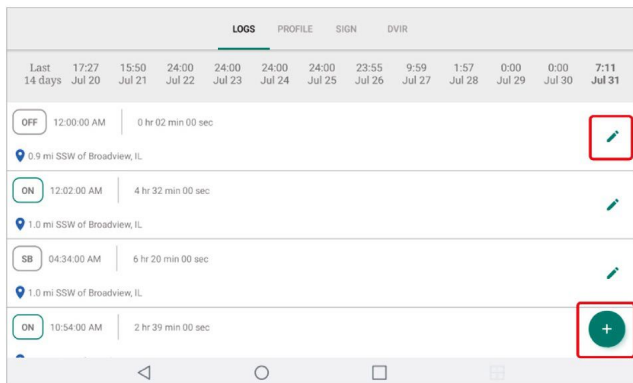 LOGS PROFILE SIGN DVIR
Last 17:27 15:50 24:00 24:00 24:00 24:00 23:55 9:59 1:57 0:00 0:00 7:11
14 days Jul 20 Jul 21 Jul 22 Jul 23 Jul 24 Jul 25 Jul 26 Jul 27 Jul 28 Jul 29 Jul 30 Jul 31
OFF 12:00:00 AM 0 hr 02 min 00 sec
0.9 mi SSW of Broadview, IL
ON 12:02:00 AM 4 hr 32 min 00 sec
1.0 mi SSW of Broadview, IL
SB 04:34:00 AM 6 hr 20 min 00 sec
1.0 mi SSW of Broadview, IL
ON 10:54:00 AM 2 hr 39 min 00 sec